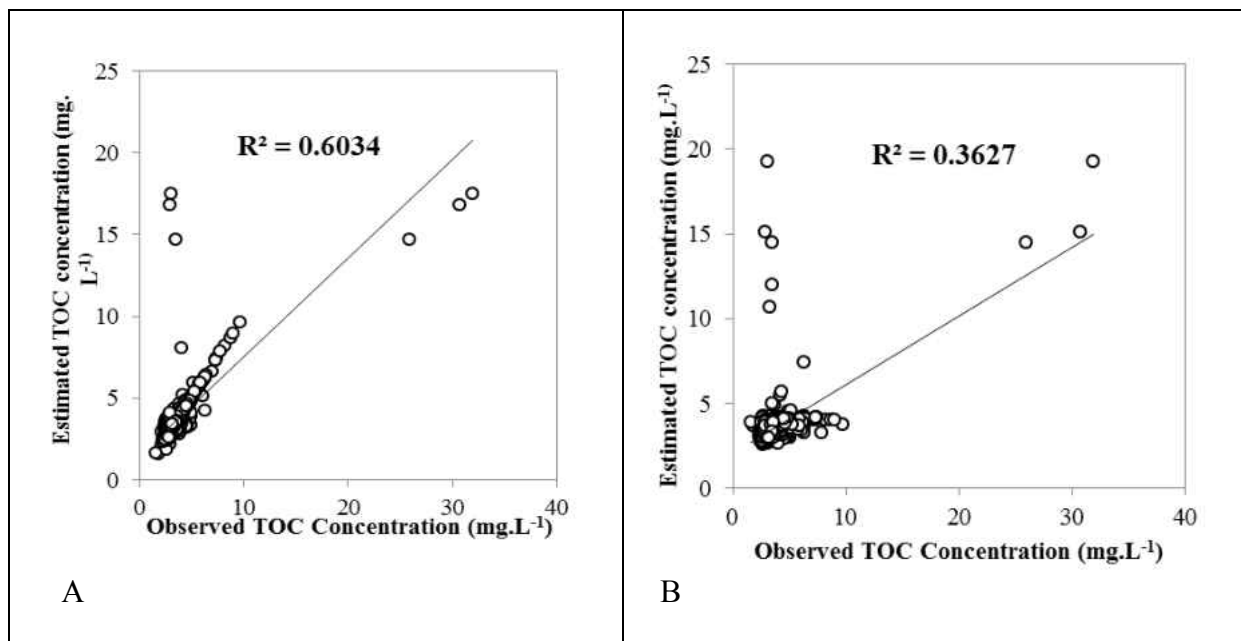 Estimated TOC concentration (mg.
L-1)
25
20
15
10
5
0
R² = 0.6034
0 10 20 30 40
Observed TOC Concentration (mg.L-1)
A
Estimated TOC concentration (mg.L-1)
25
20
15
10
5
0
R² = 0.3627
0 10 20 30 40
Observed TOC Concentration (mg.L-1)
B